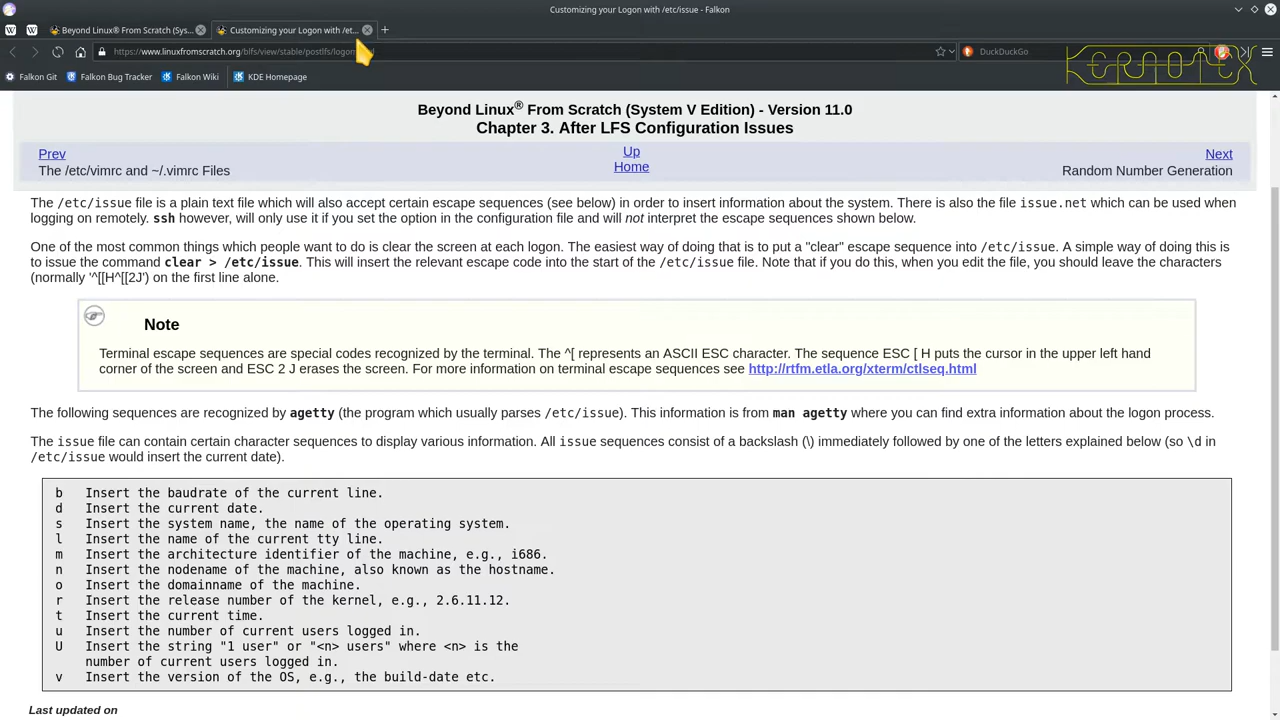 Customizing your Logon with /etc/issue - Falkon
Beyond Linux® From Scratch (Sys...
Customizing your Logon with /et...
https://www.linuxfromscratch.org/blfs/view/stable/postlfs/logon
DuckDuckGo
KERNOTEX
Falkon Git
Falkon Bug Tracker
Falkon Wiki
KDE Homepage
Beyond Linux® From Scratch (System V Edition) - Version 11.0
Chapter 3. After LFS Configuration Issues
Prev
Up
Next
The /etc/vimrc and ~/.vimrc Files
Home
Random Number Generation
The /etc/issue file is a plain text file which will also accept certain escape sequences (see below) in order to insert information about the system. There is also the file issue.net which can be used when
logging on remotely. ssh however, will only use it if you set the option in the configuration file and will not interpret the escape sequences shown below.
One of the most common things which people want to do is clear the screen at each logon. The easiest way of doing that is to put a "clear" escape sequence into /etc/issue. A simple way of doing this is
to issue the command clear > /etc/issue. This will insert the relevant escape code into the start of the /etc/issue file. Note that if you do this, when you edit the file, you should leave the characters
(normally '^[[H^[[2J') on the first line alone.
Note
Terminal escape sequences are special codes recognized by the terminal. The ^[ represents an ASCII ESC character. The sequence ESC [ H puts the cursor in the upper left hand
corner of the screen and ESC 2 J erases the screen. For more information on terminal escape sequences see http://rtfm.etla.org/xterm/ctlseq.html
The following sequences are recognized by agetty (the program which usually parses /etc/issue). This information is from man agetty where you can find extra information about the logon process.
The issue file can contain certain character sequences to display various information. All issue sequences consist of a backslash (\) immediately followed by one of the letters explained below (so \d in
/etc/issue would insert the current date).
b Insert the baudrate of the current line.
d Insert the current date.
s Insert the system name, the name of the operating system.
l Insert the name of the current tty line.
m Insert the architecture identifier of the machine, e.g., i686.
n Insert the nodename of the machine, also known as the hostname.
o Insert the domainname of the machine.
r Insert the release number of the kernel, e.g., 2.6.11.12.
t Insert the current time.
u Insert the number of current users logged in.
U Insert the string "1 user" or "<n> users" where <n> is the
number of current users logged in.
v Insert the version of the OS, e.g., the build-date etc.
Last updated on